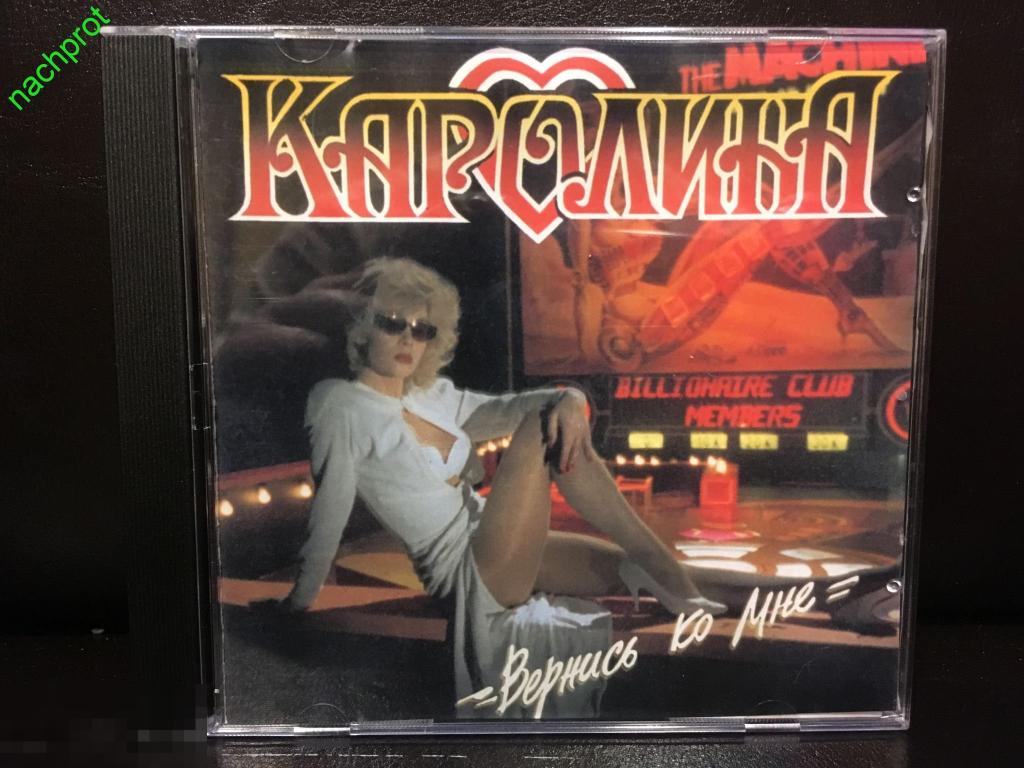 nachprot
THE MACHINE
КАРОЛИНА
BILLIONAIRE CLUB
MEMBERS
=Вернись ко мне=